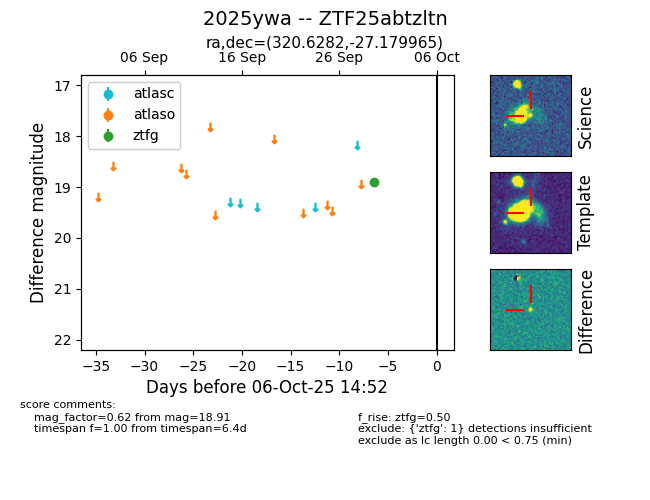 2025ywa -- ZTF25abtzltn
ra,dec=(320.6282,-27.179965)
06 Sep 16 Sep 26 Sep 06 Oct
atlasc
atlaso
ztfg
17
18
19
20
21
22
Difference magnitude
−35 −30 −25 −20 −15 −10 −5 0
Days before 06-Oct-25 14:52
Science
Template
Difference
score comments:
mag_factor=0.62 from mag=18.91
timespan f=1.00 from timespan=6.4d
f_rise: ztfg=0.50
exclude: {'ztfg': 1} detections insufficient
exclude as lc length 0.00 < 0.75 (min)